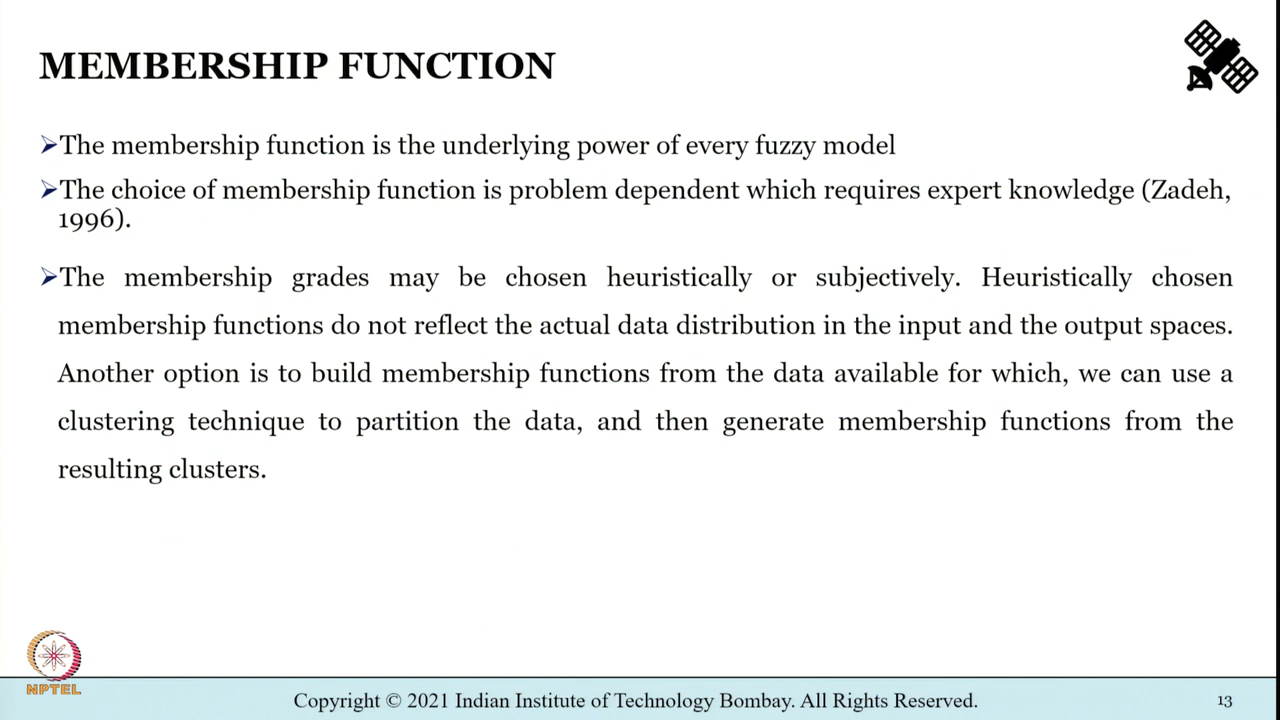 MEMBERSHIP FUNCTION
➢The membership function is the underlying power of every fuzzy model
➢The choice of membership function is problem dependent which requires expert knowledge (Zadeh,
1996).
➢The membership grades may be chosen heuristically or subjectively. Heuristically chosen
membership functions do not reflect the actual data distribution in the input and the output spaces.
Another option is to build membership functions from the data available for which, we can use a
clustering technique to partition the data, and then generate membership functions from the
resulting clusters.
NPTEL
Copyright © 2021 Indian Institute of Technology Bombay. All Rights Reserved.
13